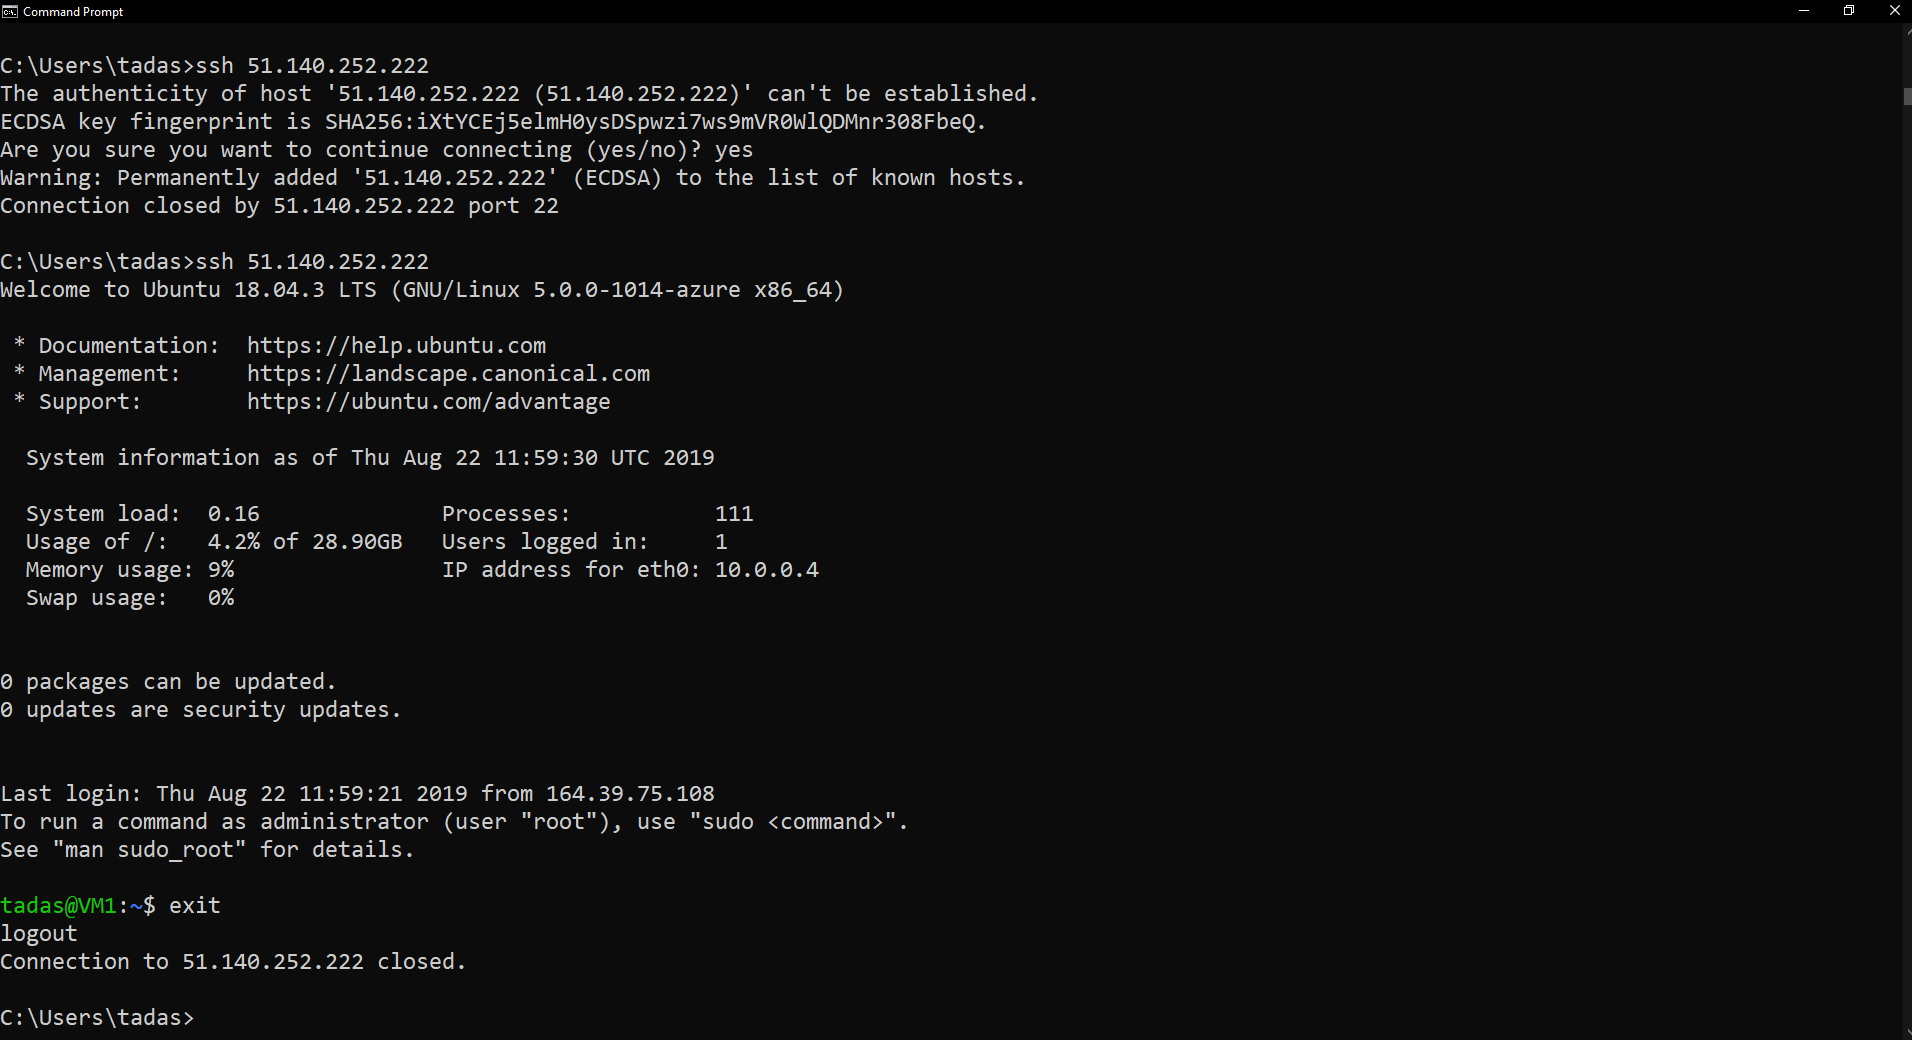 Command Prompt
C:\Users\tadas>ssh 51.140.252.222
The authenticity of host '51.140.252.222 (51.140.252.222)' can't be established.
ECDSA key fingerprint is SHA256:iXtYCEj5elmH0ysDSpwzi7ws9mVR0WlQDMnr308FbeQ.
Are you sure you want to continue connecting (yes/no)? yes
Warning: Permanently added '51.140.252.222' (ECDSA) to the list of known hosts.
Connection closed by 51.140.252.222 port 22
C:\Users\tadas>ssh 51.140.252.222
Welcome to Ubuntu 18.04.3 LTS (GNU/Linux 5.0.0-1014-azure x86_64)
* Documentation:  https://help.ubuntu.com
* Management:     https://landscape.canonical.com
* Support:        https://ubuntu.com/advantage
System information as of Thu Aug 22 11:59:30 UTC 2019
System load:  0.16              Processes:           111
Usage of /:   4.2% of 28.90GB   Users logged in:     1
Memory usage: 9%                IP address for eth0: 10.0.0.4
Swap usage:   0%
0 packages can be updated.
0 updates are security updates.
Last login: Thu Aug 22 11:59:21 2019 from 164.39.75.108
To run a command as administrator (user "root"), use "sudo <command>".
See "man sudo_root" for details.
tadas@VM1:~$ exit
logout
Connection to 51.140.252.222 closed.
C:\Users\tadas>